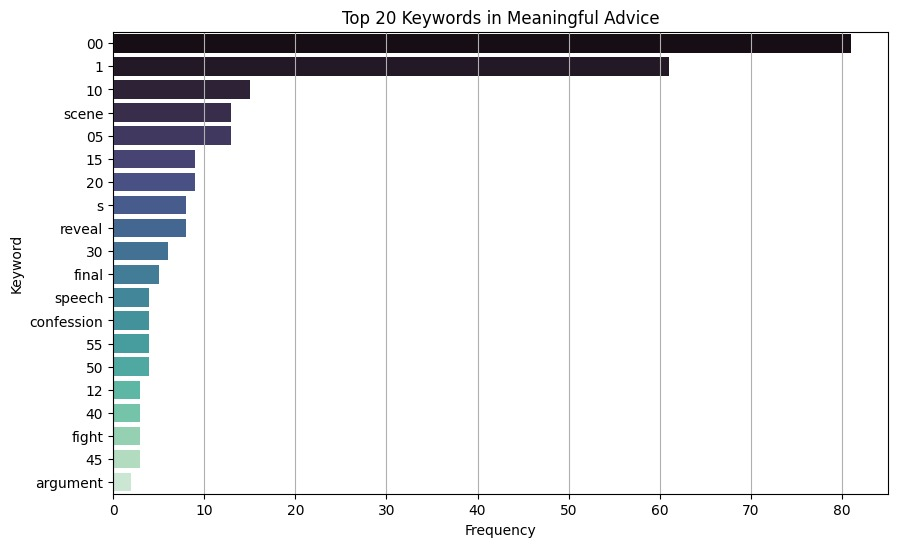 Top 20 Keywords in Meaningful Advice
00
1
10
scene
05
15
20
s
reveal
30
final
speech
confession
55
50
12
40
fight
45
argument
Keyword
0 10 20 30 40 50 60 70 80
Frequency